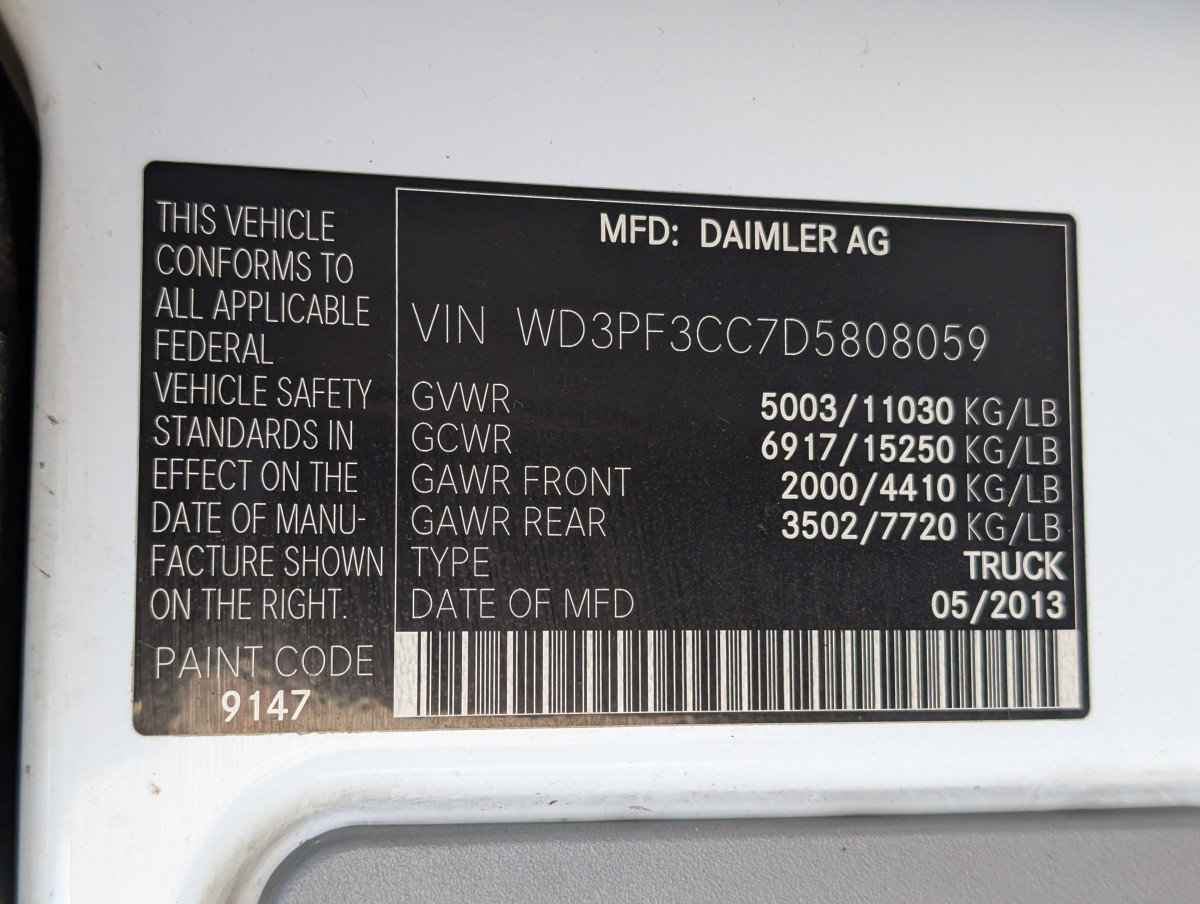 THIS VEHICLE
CONFORMS TO
ALL APPLICABLE
FEDERAL
VEHICLE SAFETY
STANDARDS IN
EFFECT ON THE
DATE OF MANU-
FACTURE SHOWN
ON THE RIGHT.
PAINT CODE
9147
MFD: DAIMLER AG
VIN WD3PF3CC7D5808059
GVWR 5003/11030 KG/LB
GCWR 6917/15250 KG/LB
GAWR FRONT 2000/4410 KG/LB
GAWR REAR 3502/7720 KG/LB
TYPE TRUCK
DATE OF MFD 05/2013